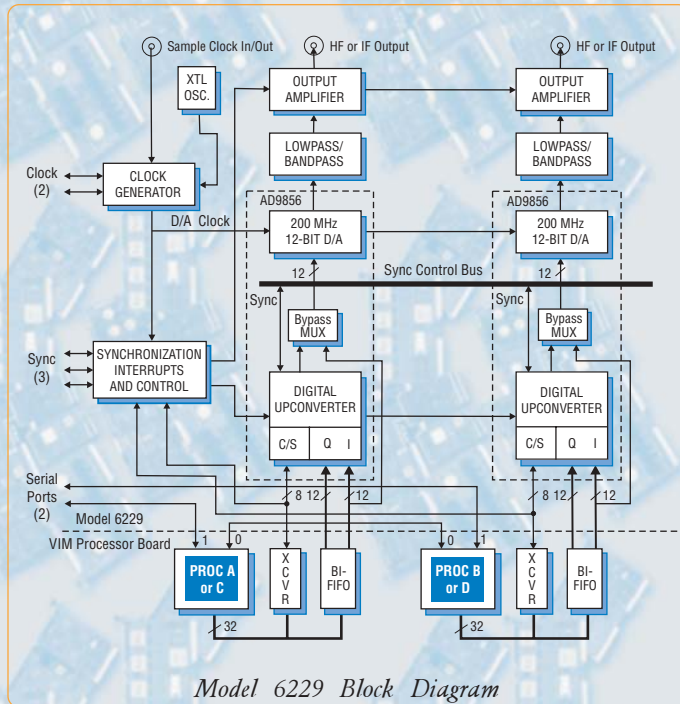 Sample Clock In/Out
HF or IF Output
HF or IF Output
XTL
OSC.
OUTPUT
AMPLIFIER
OUTPUT
AMPLIFIER
LOWPASS/
BANDPASS
LOWPASS/
BANDPASS
Clock
(2)
CLOCK
GENERATOR
AD9856
AD9856
D/A Clock
200 MHz
12-BIT D/A
200 MHz
12-BIT D/A
12
Sync Control Bus
12
Sync
Sync
Bypass
MUX
Bypass
MUX
Sync
(3)
SYNCHRONIZATION
INTERRUPTS
AND CONTROL
DIGITAL
UPCONVERTER
DIGITAL
UPCONVERTER
C/S Q I
C/S Q I
Serial
Ports
(2)
8 12 12
8 12 12
Model 6229
VIM Processor Board
1 0
0 1
PROC A
or C
X
C
V
R
BI-
FIFO
PROC B
or D
X
C
V
R
BI-
FIFO
32
32
Model 6229 Block Diagram